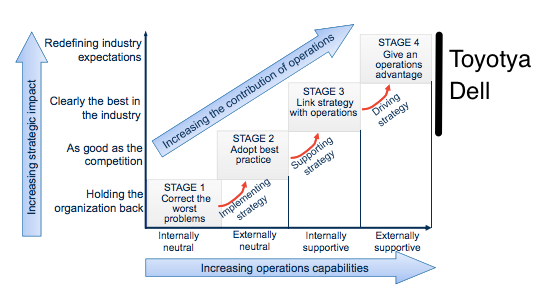 Redefining industry
expectations
Clearly the best in
the industry
As good as the
competition
Holding the
organization back
Increasing strategic impact
Increasing the contribution of operations
STAGE 4
Give an
operations
advantage
STAGE 3
Link strategy
with operations
STAGE 2
Adopt best
practice
STAGE 1
Correct the
worst
problems
Implementing
strategy
Supporting
strategy
Driving
strategy
Toyotya
Dell
Internally
neutral
Externally
neutral
Internally
supportive
Externally
supportive
Increasing operations capabilities